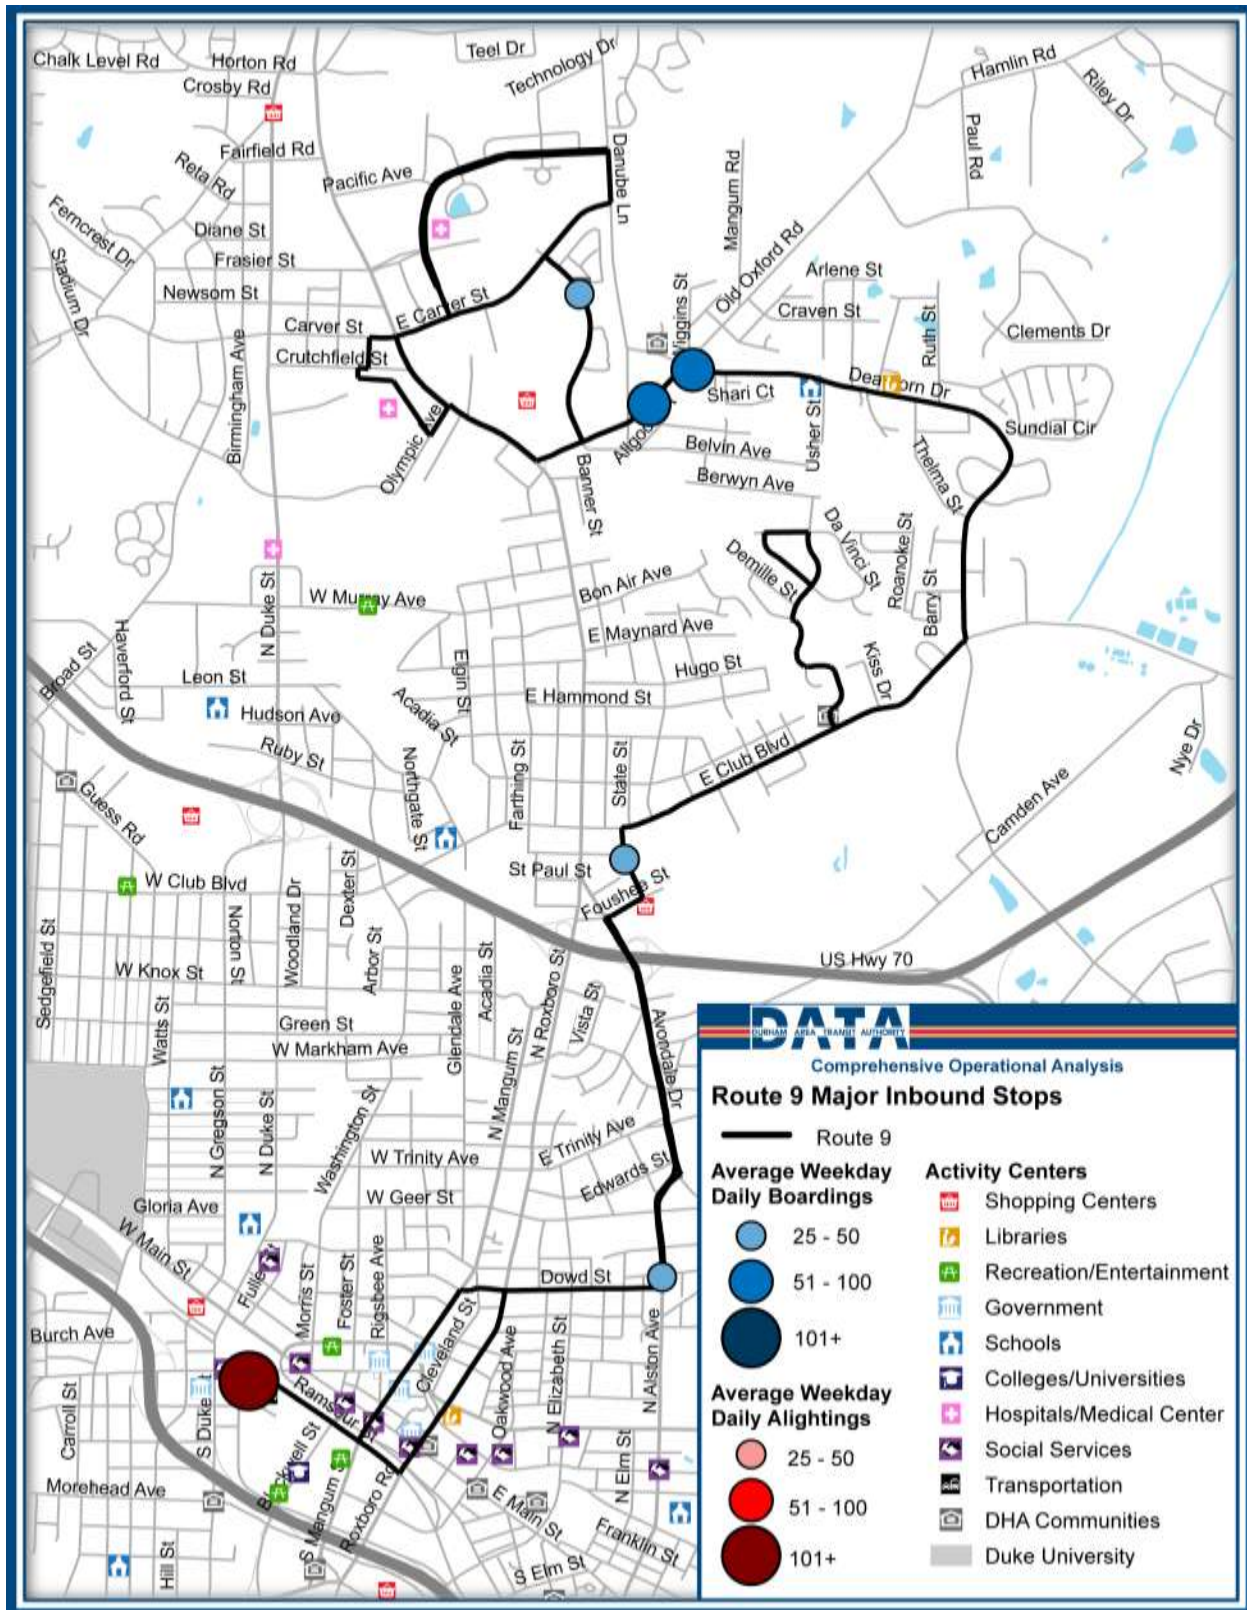 Chalk Level Rd
Horton Rd
Teel Dr
Technology Dr
Hamlin Rd
Crosby Rd
Riley Dr
Fairfield Rd
Danube Ln
Paul Rd
Reta Rd
Pacific Ave
Mangum Rd
Ferncrest Dr
Diane St
Old Oxford Rd
Stadium Dr
Frasier St
Arlene St
Newsom St
E Carver St
Wiggins St
Craven St
Ruth St
Carver St
Clements Dr
Birmingham Ave
Crutchfield St
Dearborn Dr
Shari Ct
Olympic Ave
Usher St
Sundial Cir
Belvin Ave
Thelma St
Banner St
Berwyn Ave
Da Vinci St
Roanoke St
Demille St
Bon Air Ave
N Duke St
W Murray Ave
Barry St
E Maynard Ave
Haverford St
Broad St
Elgin St
Hugo St
Kiss Dr
Leon St
Acadia St
E Hammond St
Hudson Ave
Nye Dr
Ruby St
Northgate St
Farthing St
State St
E Club Blvd
Guess Rd
Camden Ave
Dexter St
St Paul St
W Club Blvd
Woodland Dr
Foushee St
Norton St
Sedgefield St
Arbor St
Acadia St
N Roxboro St
US Hwy 70
W Knox St
Glendale Ave
Vista St
Watts St
Green St
Avondale Dr
W Markham Ave
N Mangum St
N Gregson St
N Duke St
Washington St
E Trinity Ave
W Trinity Ave
Edwards St
W Geer St
Gloria Ave
W Main St
Foster St
Rigsbee Ave
Morris St
Dowd St
Burch Ave
Cleveland St
Oakwood Ave
N Elizabeth St
N Alston Ave
Carroll St
S Duke
N Elm St
Morehead Ave
Roxboro Rd
E Main St
Franklin St
Hill St
S Elm St
DATA
DURHAM AREA TRANSIT AUTHORITY
Comprehensive Operational Analysis
Route 9 Major Inbound Stops
Route 9
Average Weekday
Daily Boardings
25 - 50
51 - 100
101+
Average Weekday
Daily Alightings
25 - 50
51 - 100
101+
Activity Centers
Shopping Centers
Libraries
Recreation/Entertainment
Government
Schools
Colleges/Universities
Hospitals/Medical Center
Social Services
Transportation
DHA Communities
Duke University